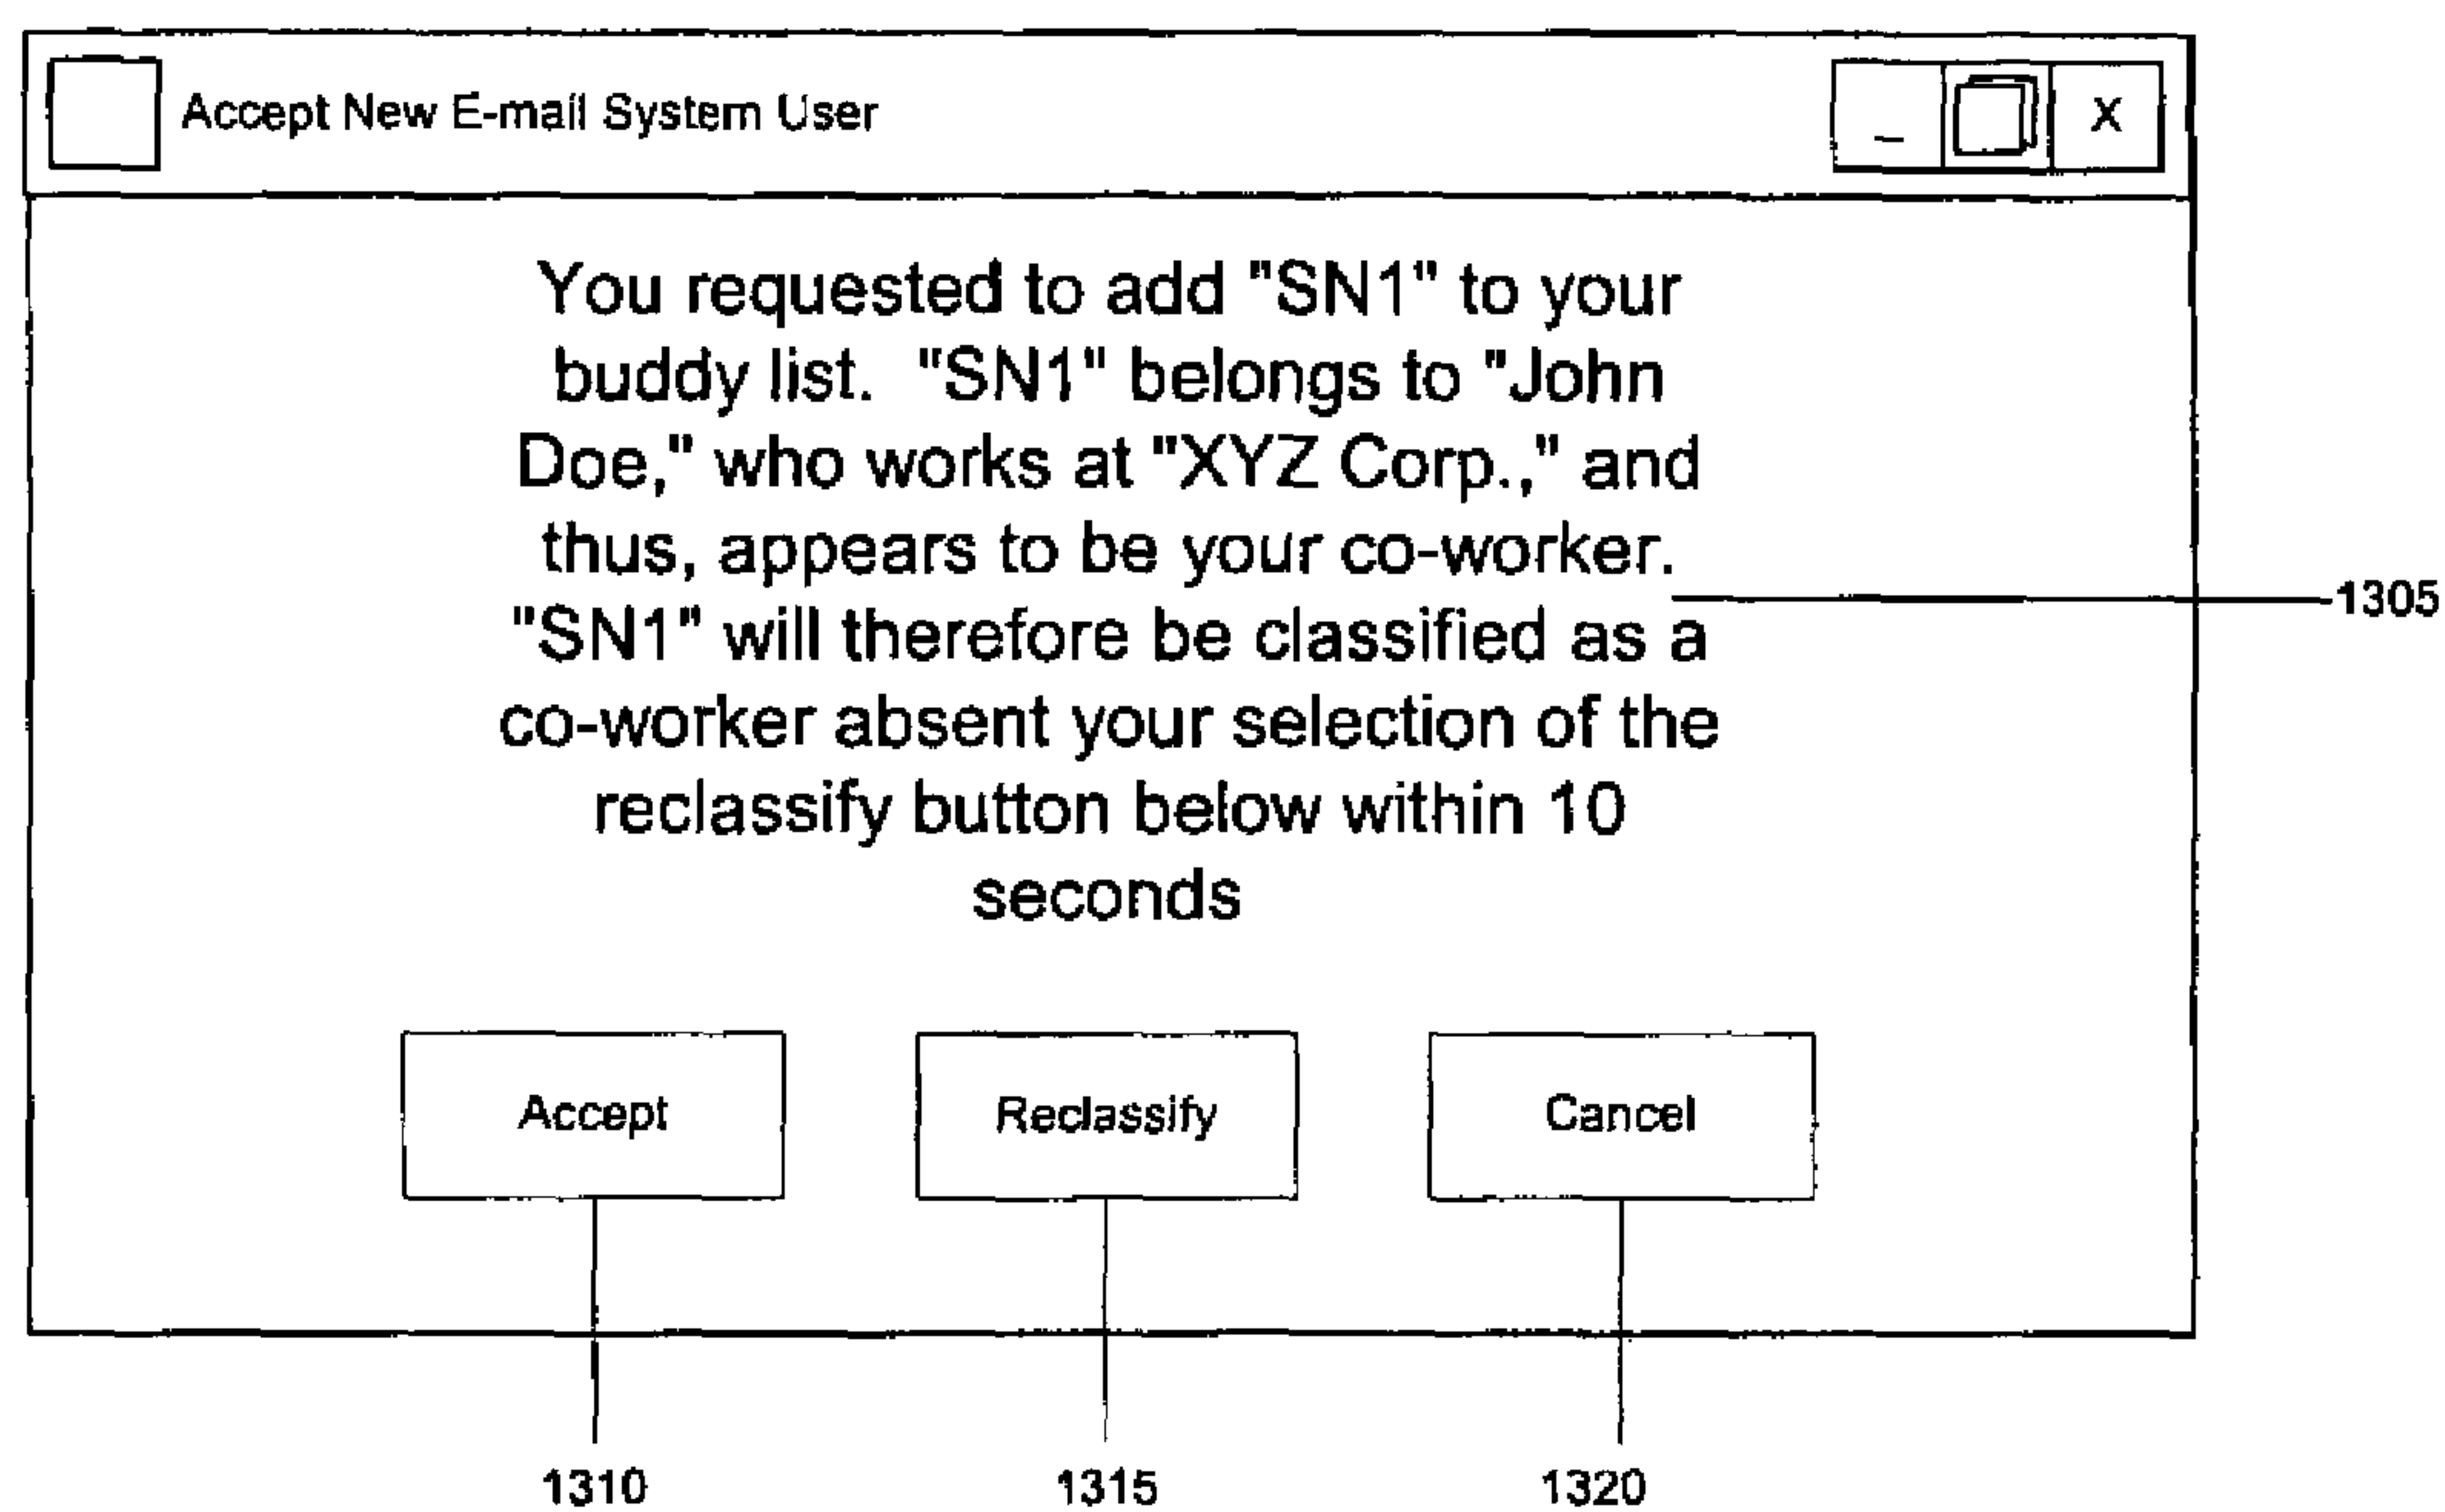 Accept New E-mail System User
_ X
You requested to add "SN1" to your
buddy list. "SN1" belongs to "John
Doe," who works at "XYZ Corp.," and
thus, appears to be your co-worker.
1305
"SN1" will therefore be classified as a
co-worker absent your selection of the
reclassify button below within 10
seconds
Accept Reclassify Cancel
1310 1315 1320